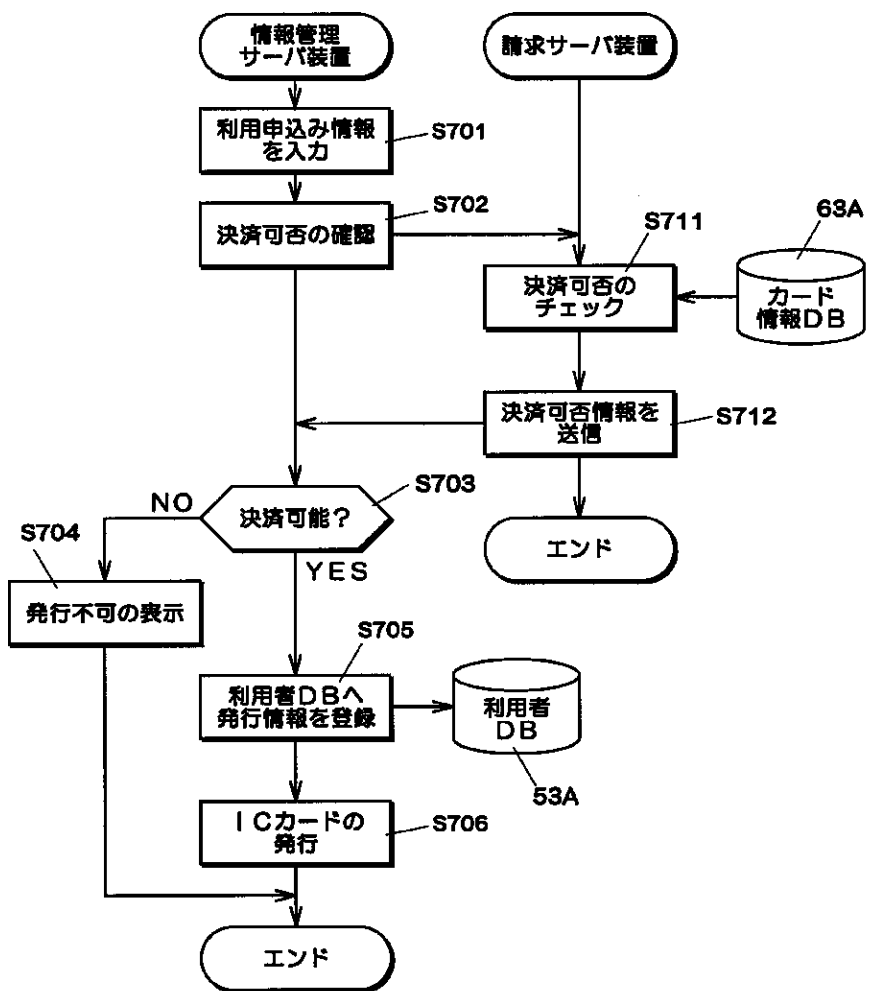 情報管理
サーバ装置
請求サーバ装置
利用申込み情報
を入力
S701
決済可否の確認
S702
S711
決済可否の
チェック
63A
カード
情報DB
決済可否情報を
送信
S712
S703
決済可能？
NO
YES
エンド
S704
発行不可の表示
S705
利用者DBへ
発行情報を登録
利用者
DB
53A
ICカードの
発行
S706
エンド